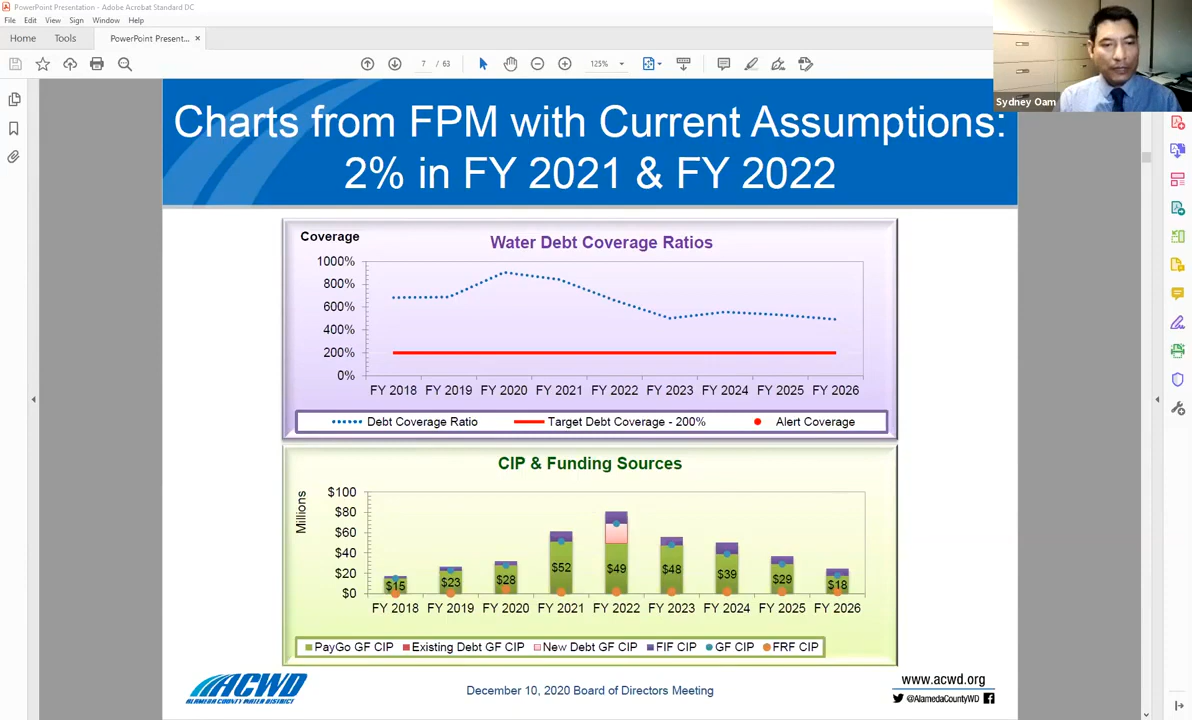 PowerPoint Presentation - Adobe Acrobat Standard DC
File Edit View Sign Window Help
Home Tools PowerPoint Present... ×
7 / 63 125%
Sydney Oam
Charts from FPM with Current Assumptions:
2% in FY 2021 & FY 2022
Coverage
Water Debt Coverage Ratios
1000%
800%
600%
400%
200%
0%
FY 2018 FY 2019 FY 2020 FY 2021 FY 2022 FY 2023 FY 2024 FY 2025 FY 2026
Debt Coverage Ratio Target Debt Coverage - 200% Alert Coverage
CIP & Funding Sources
Millions
$100
$80
$60
$40
$20
$0
$15 $23 $28 $52 $49 $48 $39 $29 $18
FY 2018 FY 2019 FY 2020 FY 2021 FY 2022 FY 2023 FY 2024 FY 2025 FY 2026
PayGo GF CIP Existing Debt GF CIP New Debt GF CIP FIF CIP GF CIP FRF CIP
ACWD
ALAMEDA COUNTY WATER DISTRICT
December 10, 2020 Board of Directors Meeting
www.acwd.org
@AlamedaCountyWD